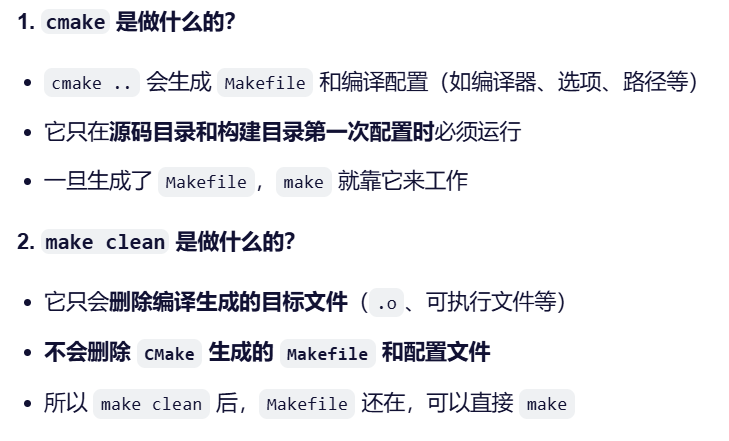 1. cmake 是做什么的？
• cmake .. 会生成 Makefile 和编译配置（如编译器、选项、路径等）
• 它只在源码目录和构建目录第一次配置时必须运行
• 一旦生成了 Makefile，make 就靠它来工作
2. make clean 是做什么的？
• 它只会删除编译生成的目标文件（.o、可执行文件等）
• 不会删除 CMake 生成的 Makefile 和配置文件
• 所以 make clean 后，Makefile 还在，可以直接 make